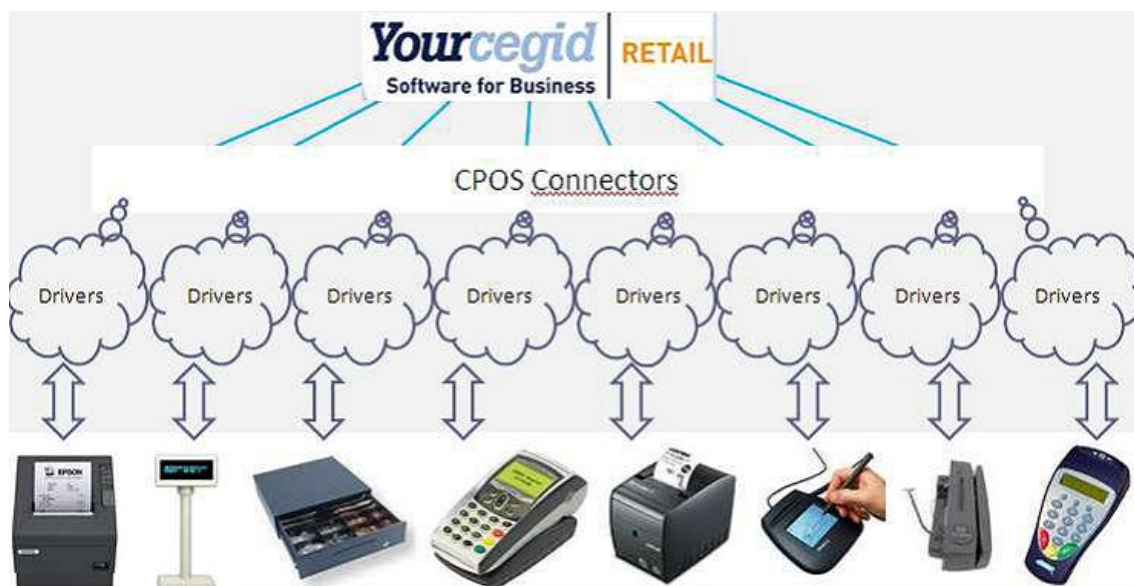 Yourcegid RETAIL
Software for Business
CPOS Connectors
Drivers Drivers Drivers Drivers Drivers Drivers Drivers Drivers
EPSON